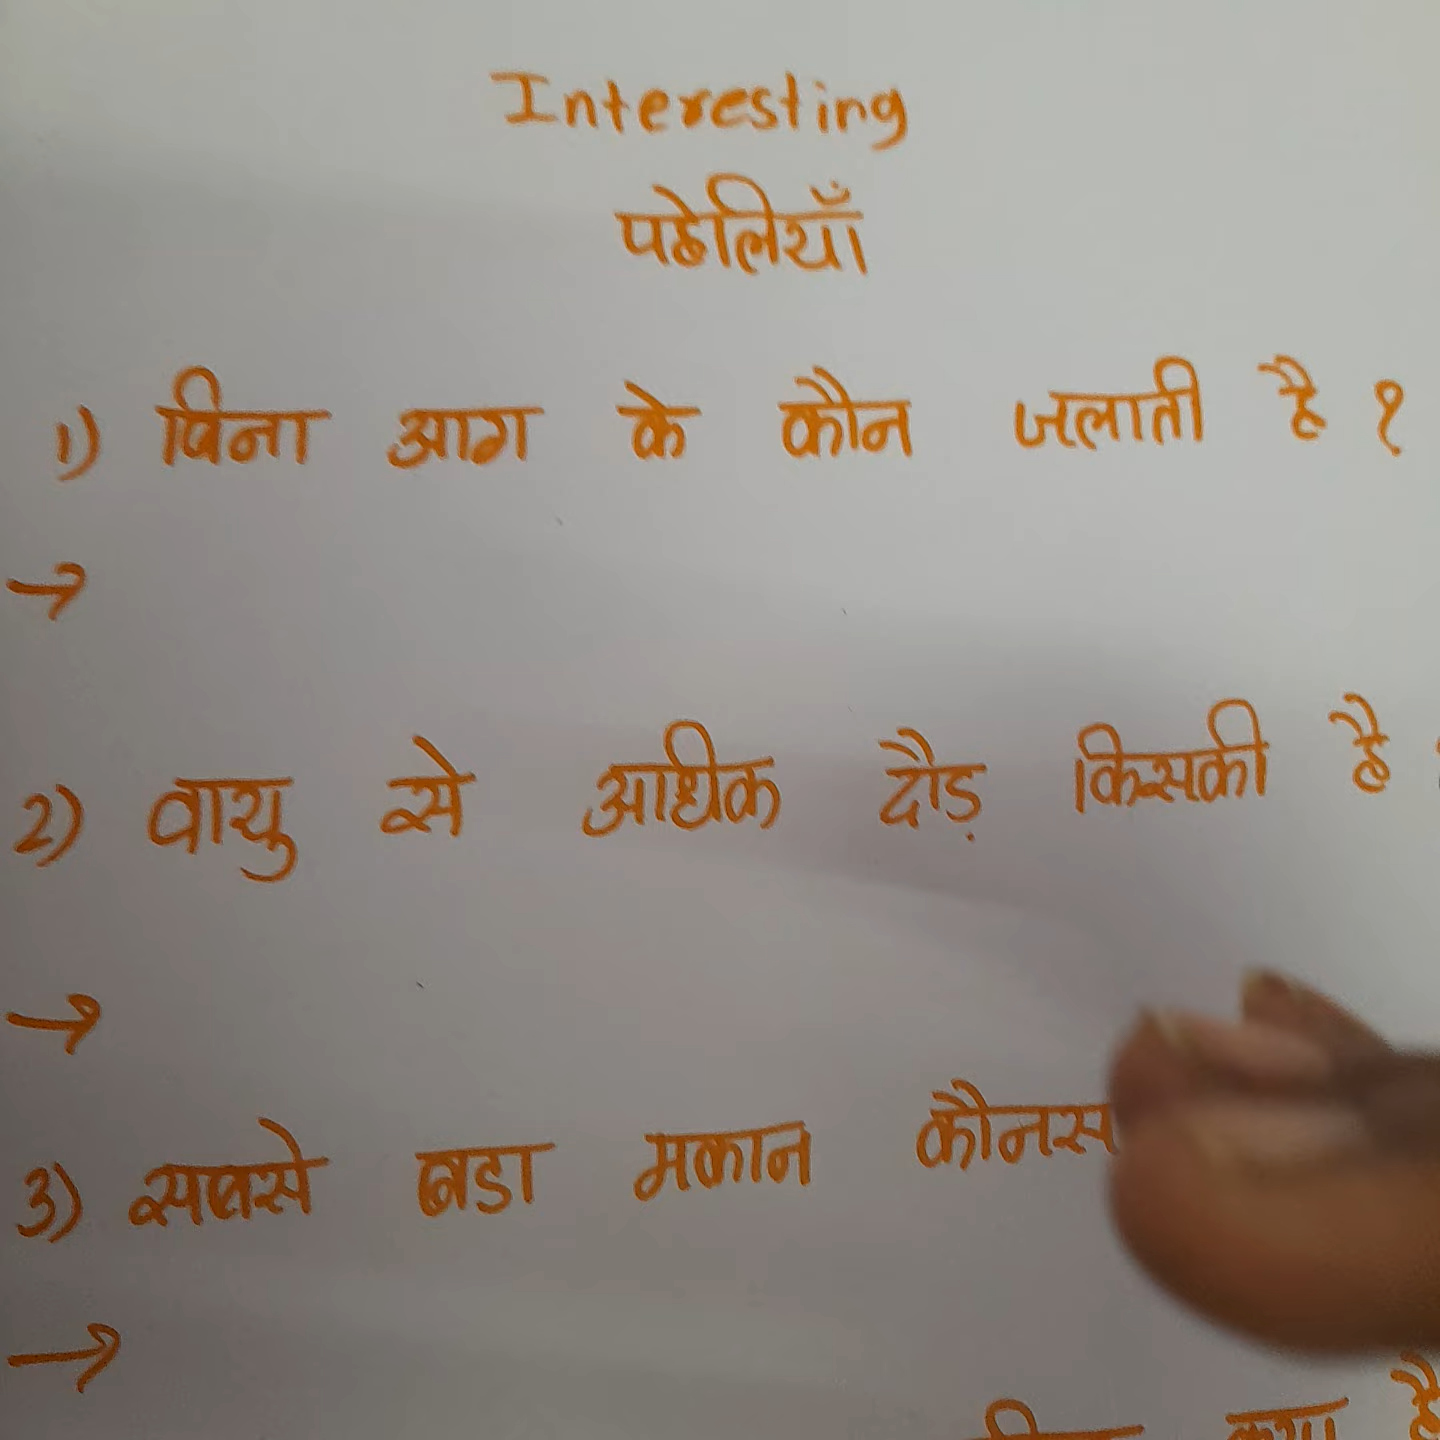 Interesting
पहेलियाँ
1) बिना आग के कौन जलाती है ?
→
2) वायु से अधिक दौड़ किसकी है
→
3) सबसे बडा मकान कौनस
→
क्या है